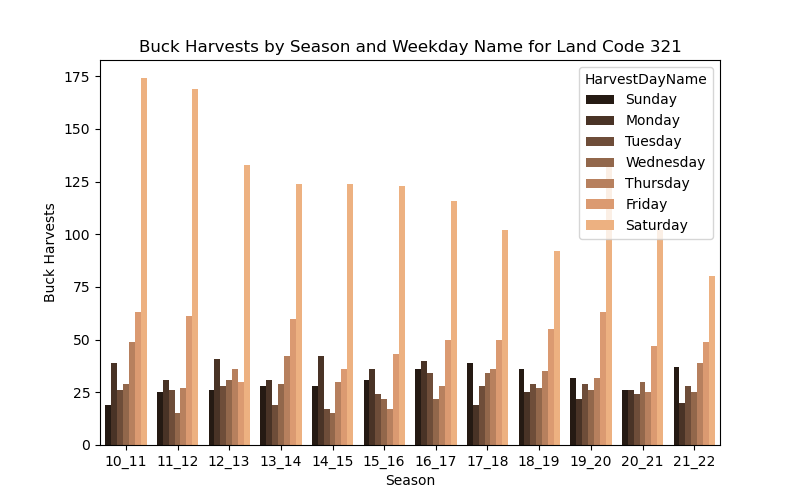 Buck Harvests by Season and Weekday Name for Land Code 321
175
150
125
100
75
50
25
0
Buck Harvests
HarvestDayName
Sunday
Monday
Tuesday
Wednesday
Thursday
Friday
Saturday
10_11 11_12 12_13 13_14 14_15 15_16 16_17 17_18 18_19 19_20 20_21 21_22
Season